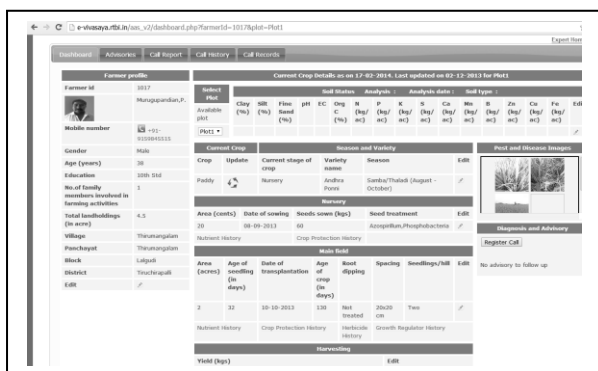 e-vivasaya.rtbi.in/aas_v2/dashboard.php?farmerId=1017&plot=Plot1
Expert Hom
Dashboard Advisories Call Report Call History Call Records
Farmer profile
Farmer id 1017
Murugupandian,P.
Mobile number +91-
Gender Male
Age (years) 38
Education 10th Std
No.of family members involved in farming activities 1
Total landholdings (in acre) 4.5
Village Thirumangalam
Panchayat Thirumangalam
Block Lalgudi
District Tiruchirapalli
Edit
Current Crop Details as on 17-02-2014. Last updated on 02-12-2013 for Plot1
Select Plot
Available plot
Plot1
Soil Status Analysis : Analysis date : Soil type :
Clay (%) Silt (%) Fine Sand (%) pH EC Org C (%) N (kg/ac) P (kg/ac) K (kg/ac) S (kg/ac) Ca (kg/ac) Mn (kg/ac) B (kg/ac) Zn (kg/ac) Cu (kg/ac) Fe (kg/ac) Edi
Current Crop Season and Variety
Crop Update Current stage of crop Variety name Season Edit
Paddy Nursery Andhra Ponni Samba/Thaladi (August - October)
Nursery
Area (cents) Date of sowing Seeds sown (kgs) Seed treatment Edit
20 08-09-2013 60 Azospirillum,Phosphobacteria
Nutrient History Crop Protection History
Main field
Area (acres) Age of seedling (in days) Date of transplantation Age of crop (in days) Root dipping Spacing Seedlings/hill Edit
2 32 10-10-2013 130 Not treated 20x20 cm Two
Nutrient History Crop Protection History Herbicide History Growth Regulator History
Harvesting
Yield (kgs) Edit
Pest and Disease Images
Diagnosis and Advisory
Register Call
No advisory to follow up